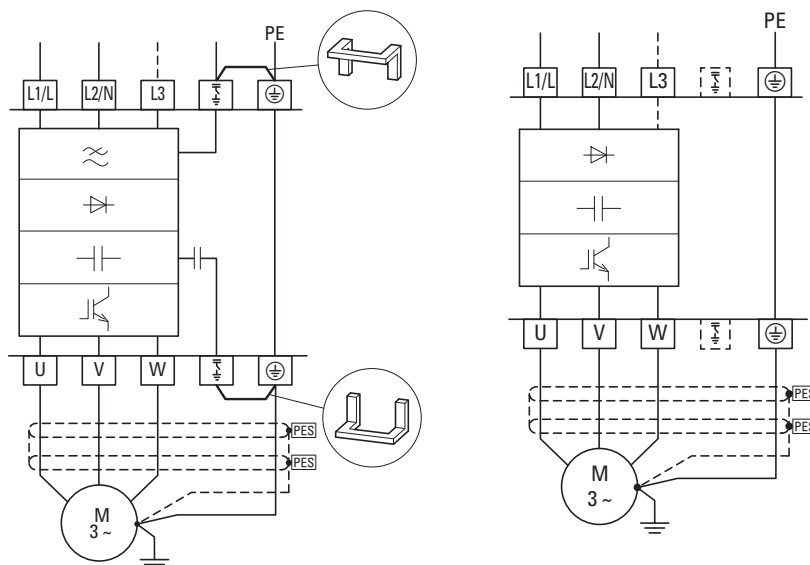 PE
L1/L L2/N L3
U V W
PES
PES
M
3 ~
PE
L1/L L2/N L3
U V W
PES
PES
M
3 ~